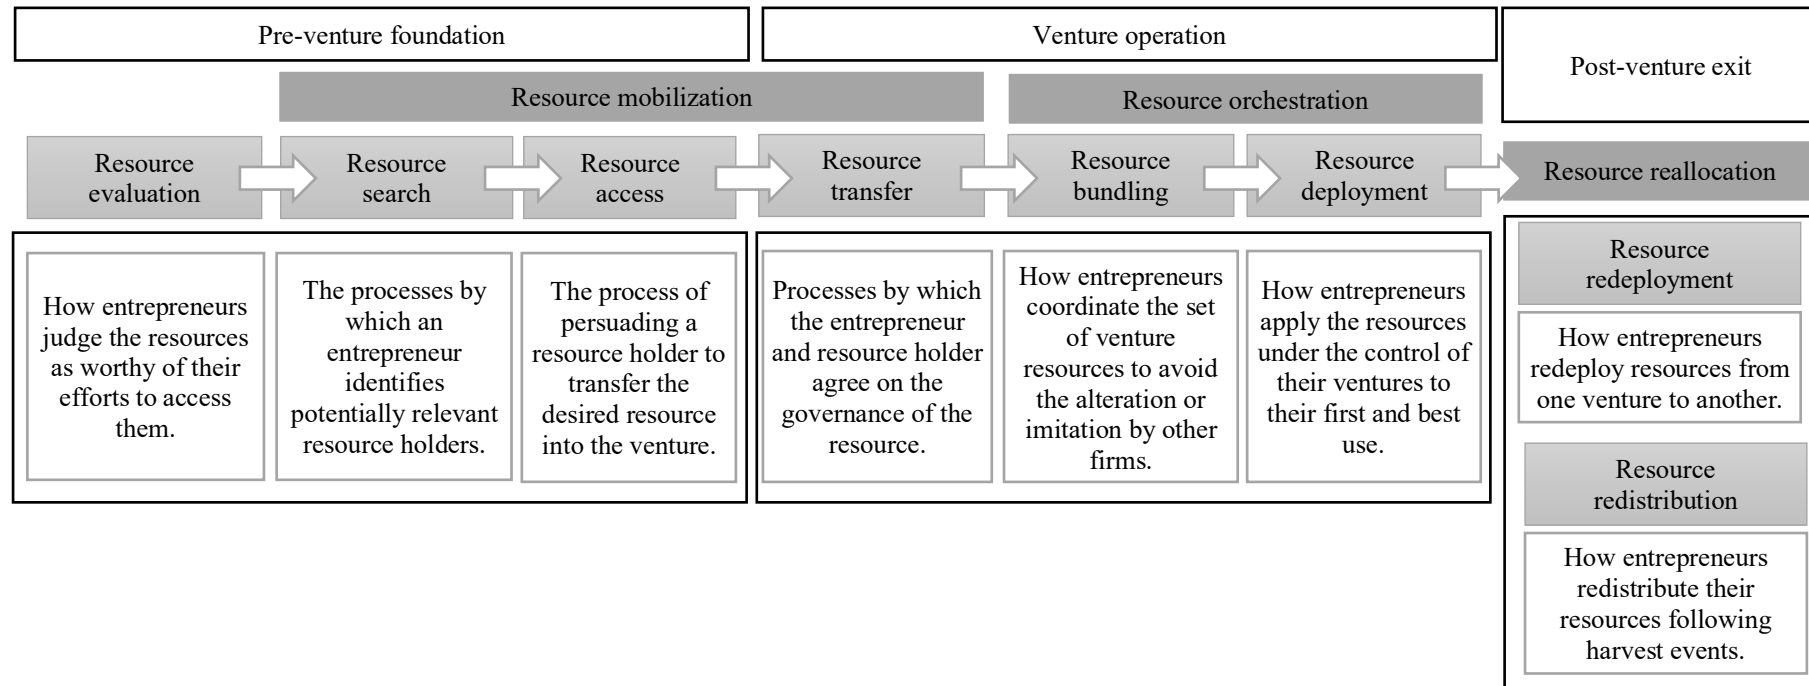 Pre-venture foundation
Venture operation
Post-venture exit
Resource mobilization
Resource orchestration
Resource
evaluation
Resource
search
Resource
access
Resource
transfer
Resource
bundling
Resource
deployment
Resource reallocation
How entrepreneurs
judge the resources
as worthy of their
efforts to access
them.
The processes by
which an
entrepreneur
identifies
potentially relevant
resource holders.
The process of
persuading a
resource holder to
transfer the
desired resource
into the venture.
Processes by which
the entrepreneur
and resource holder
agree on the
governance of the
resource.
How entrepreneurs
coordinate the set
of venture
resources to avoid
the alteration or
imitation by other
firms.
How entrepreneurs
apply the resources
under the control of
their ventures to
their first and best
use.
Resource
redeployment
How entrepreneurs
redeploy resources from
one venture to another.
Resource
redistribution
How entrepreneurs
redistribute their
resources following
harvest events.